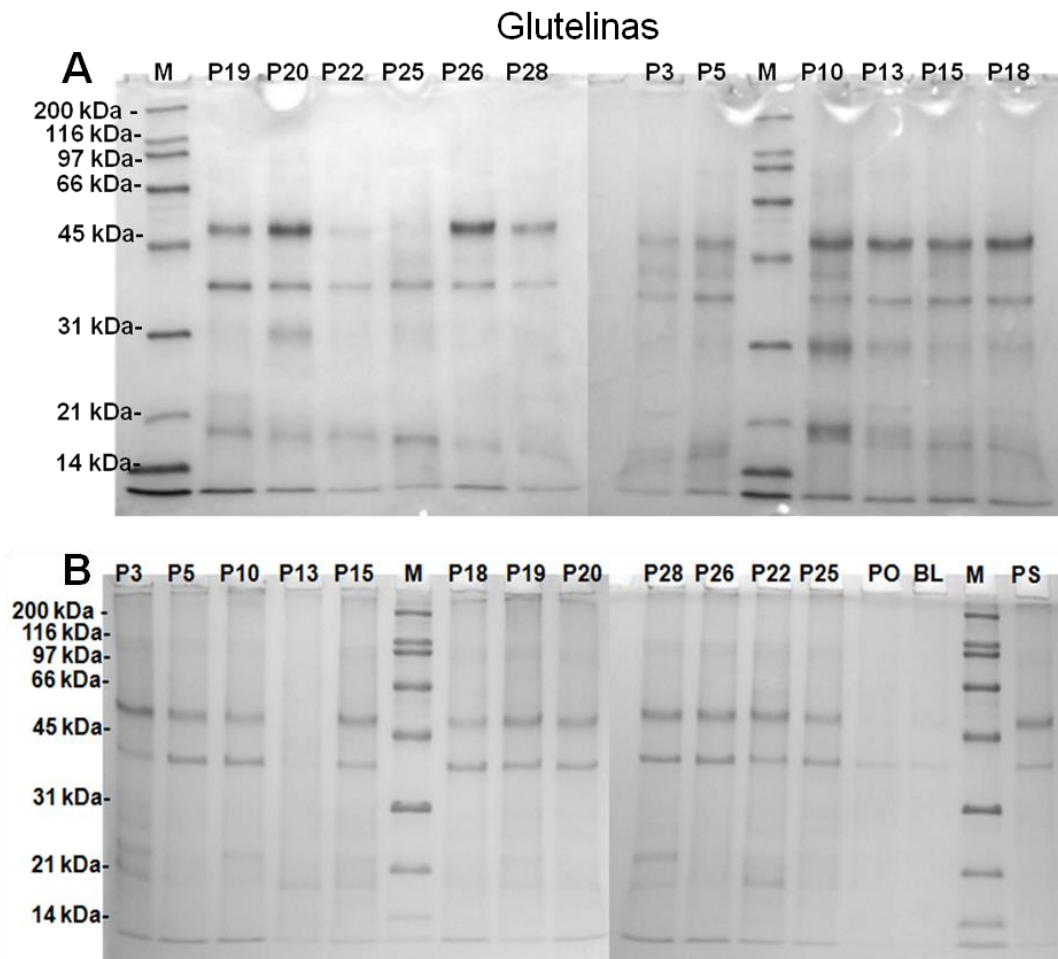 Glutelinas
A
M P19 P20 P22 P25 P26 P28 P3 P5 M P10 P13 P15 P18
200 kDa -
116 kDa-
97 kDa-
66 kDa-
45 kDa-
31 kDa-
21 kDa-
14 kDa-
B
P3 P5 P10 P13 P15 M P18 P19 P20 P28 P26 P22 P25 PO BL M PS
200 kDa -
116 kDa-
97 kDa-
66 kDa-
45 kDa-
31 kDa-
21 kDa-
14 kDa-